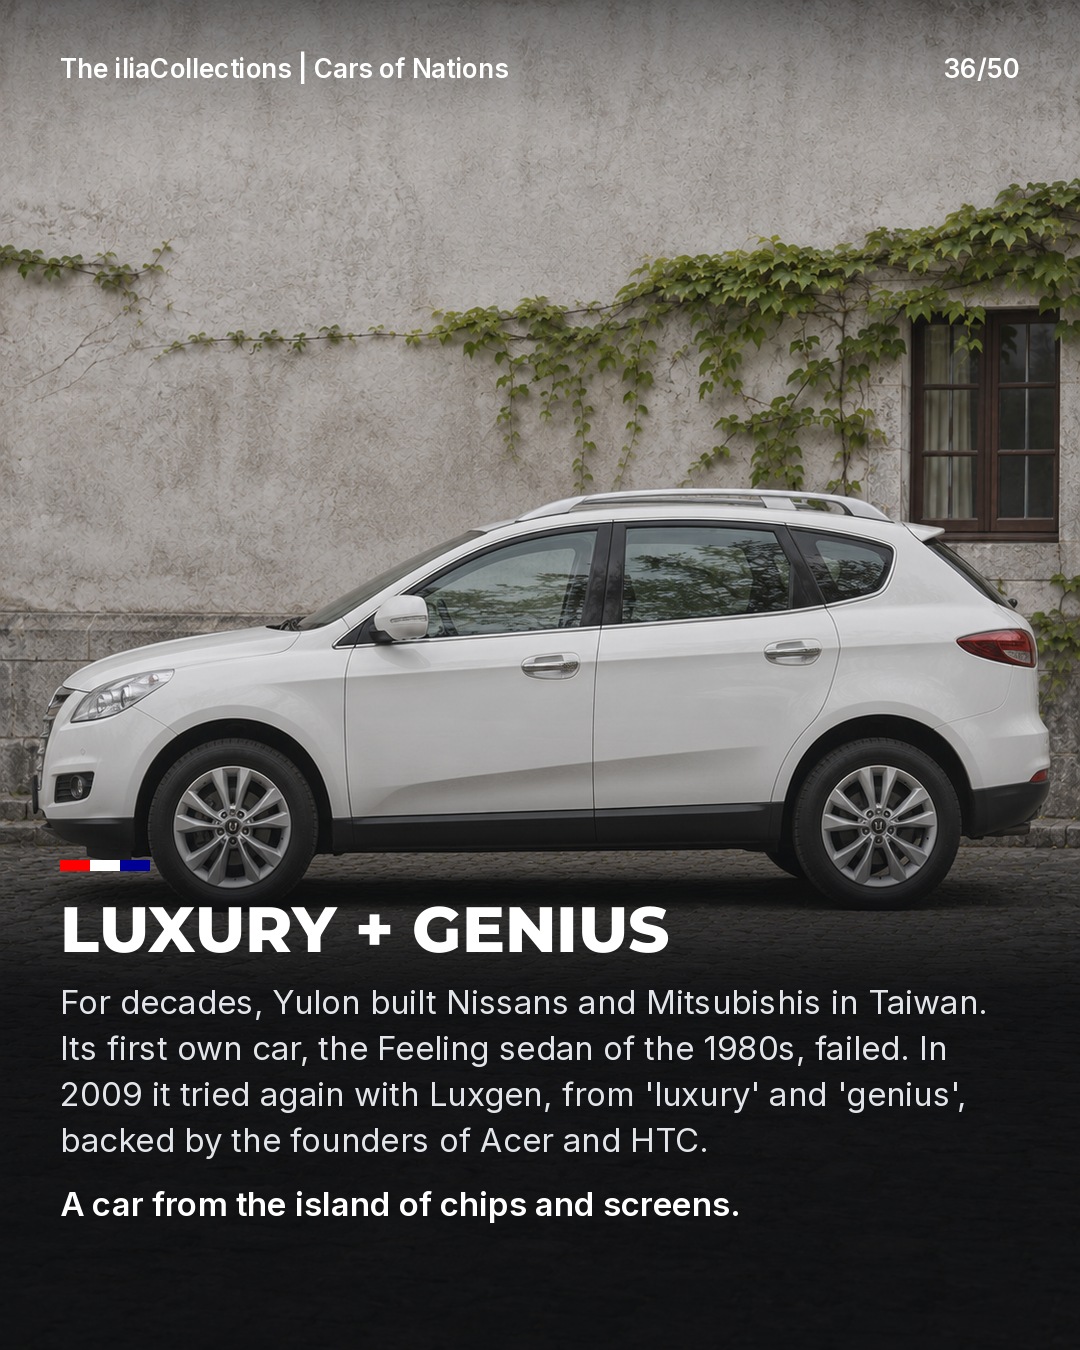 The iliaCollections | Cars of Nations
36/50
LUXURY + GENIUS
For decades, Yulon built Nissans and Mitsubishis in Taiwan.
Its first own car, the Feeling sedan of the 1980s, failed. In
2009 it tried again with Luxgen, from 'luxury' and 'genius',
backed by the founders of Acer and HTC.
A car from the island of chips and screens.